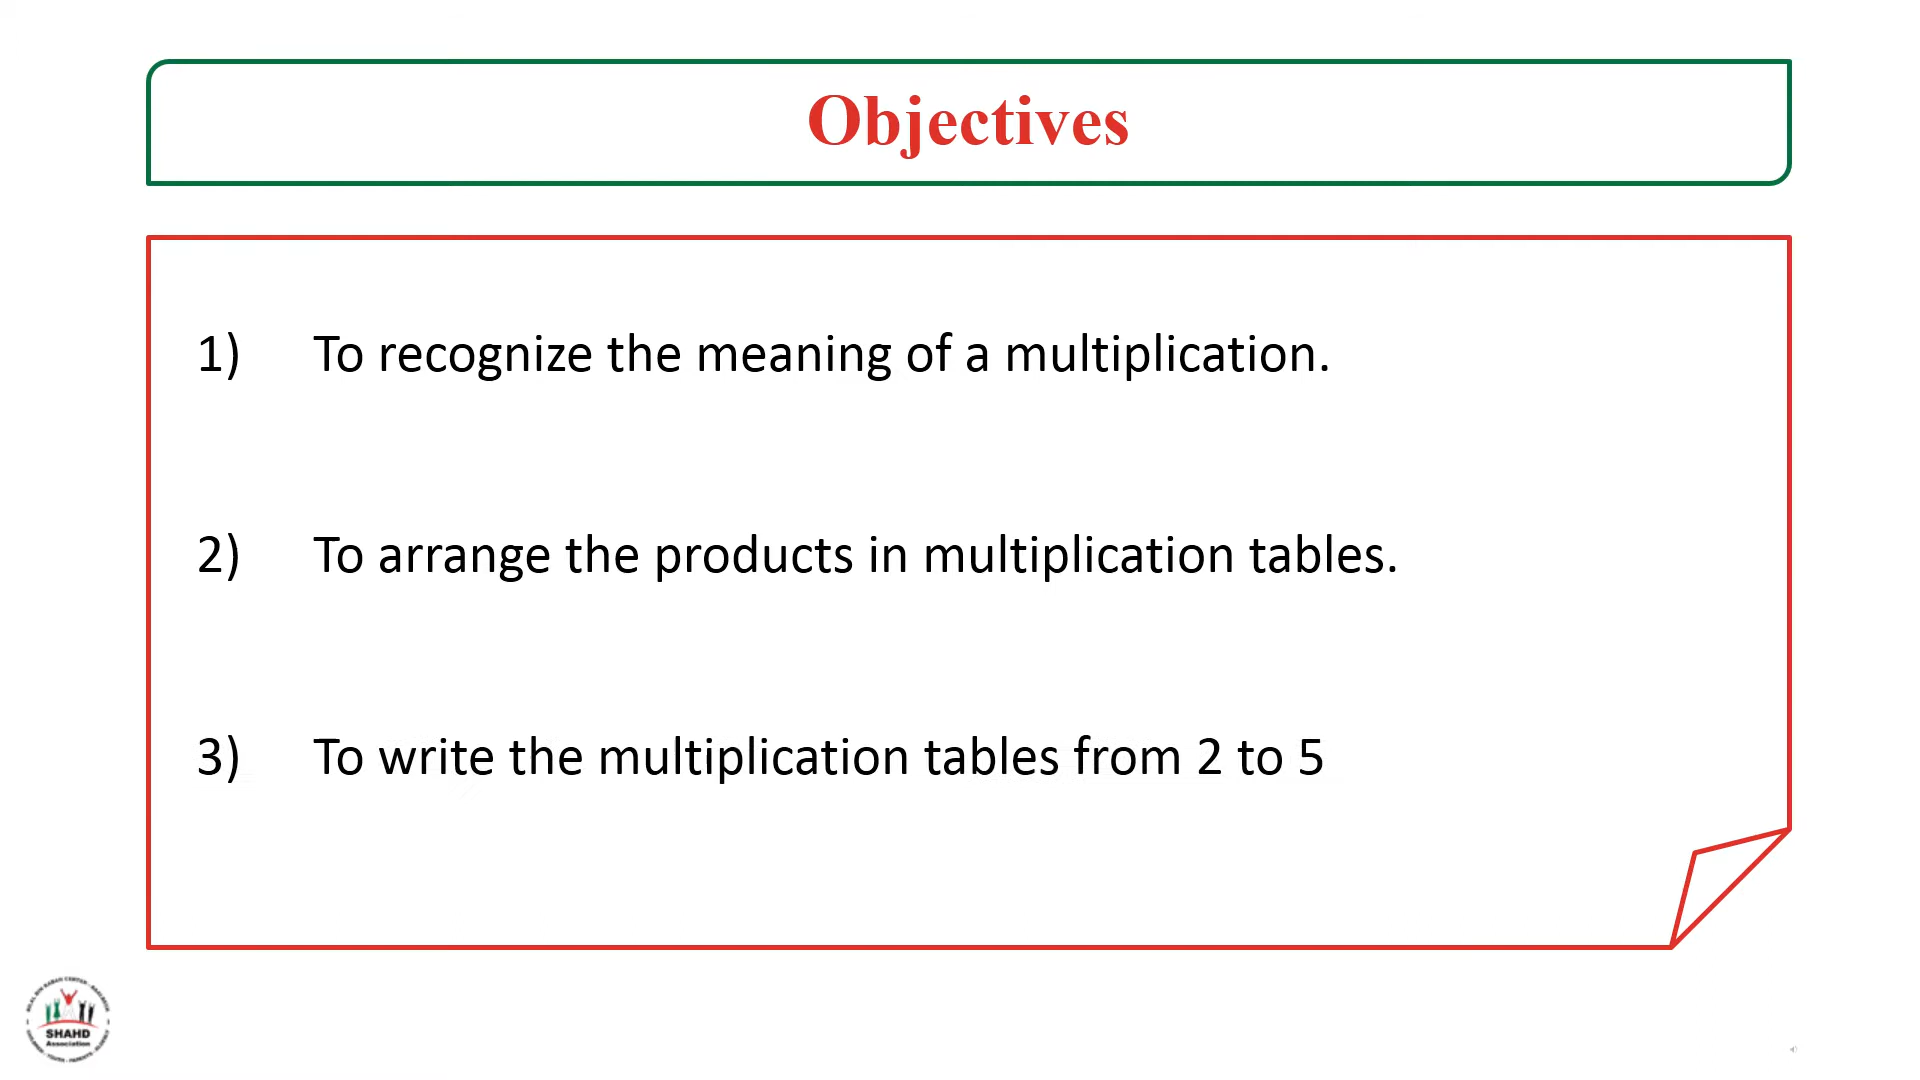 Objectives
1) To recognize the meaning of a multiplication.
2) To arrange the products in multiplication tables.
3) To write the multiplication tables from 2 to 5
SHAHD
Association